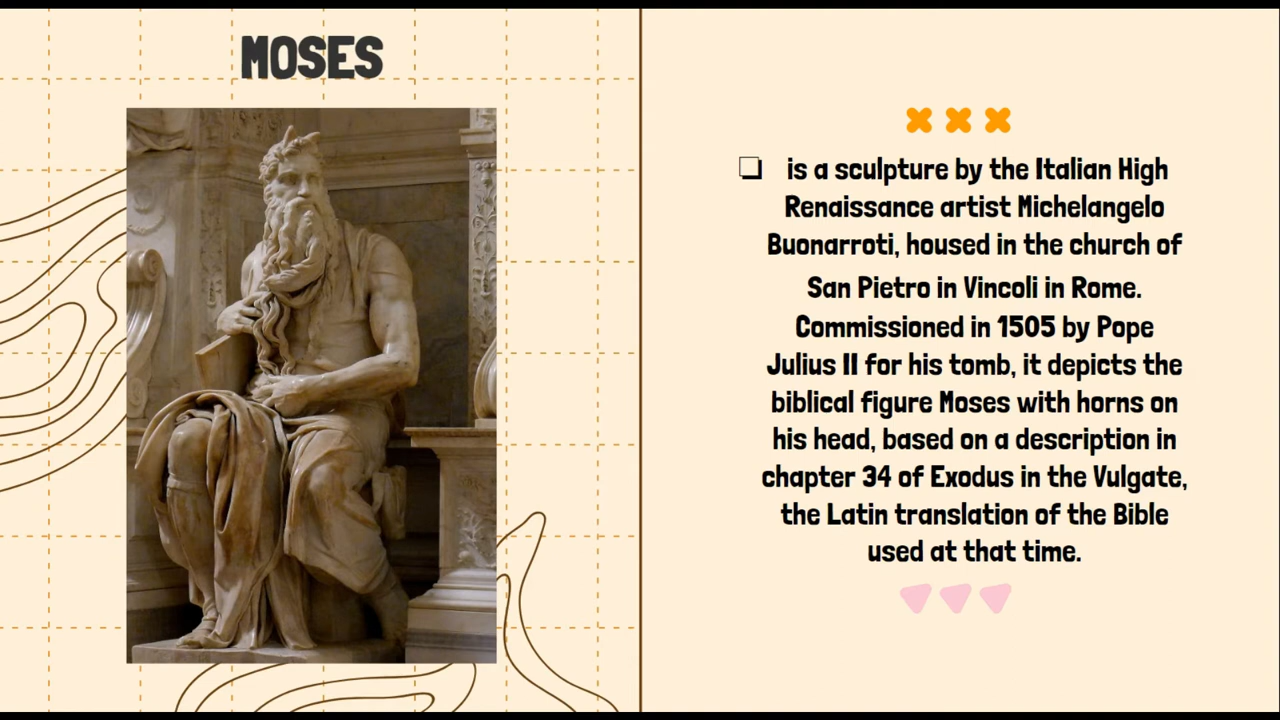 MOSES
❏ is a sculpture by the Italian High
Renaissance artist Michelangelo
Buonarroti, housed in the church of
San Pietro in Vincoli in Rome.
Commissioned in 1505 by Pope
Julius II for his tomb, it depicts the
biblical figure Moses with horns on
his head, based on a description in
chapter 34 of Exodus in the Vulgate,
the Latin translation of the Bible
used at that time.